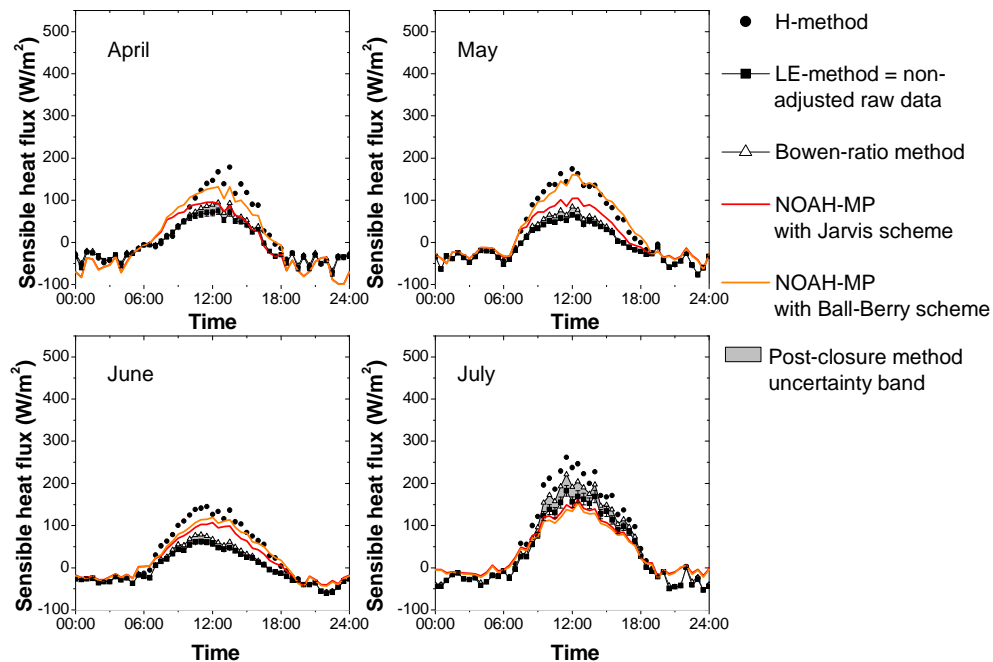 April
550
500
400
300
200
100
0
-100
Sensible heat flux (W/m²)
00:00 06:00 12:00 18:00 24:00
Time
May
550
500
400
300
200
100
0
-100
Sensible heat flux (W/m²)
00:00 06:00 12:00 18:00 24:00
Time
H-method
LE-method = non-
adjusted raw data
Bowen-ratio method
NOAH-MP
with Jarvis scheme
NOAH-MP
with Ball-Berry scheme
Post-closure method
uncertainty band
June
500
400
300
200
100
0
-100
Sensible heat flux (W/m²)
00:00 06:00 12:00 18:00 24:00
Time
July
500
400
300
200
100
0
-100
Sensible heat flux (W/m²)
00:00 06:00 12:00 18:00 24:00
Time